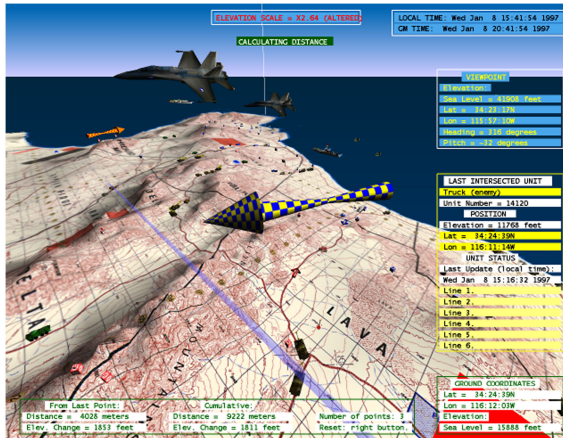 ELEVATION SCALE = X2.64 (ALTERED)
LOCAL TIME: Wed Jan 8 15:41:54 1997
GM TIME: Wed Jan 8 20:41:54 1997
CALCULATING DISTANCE
VIEWPOINT
Elevation:
Sea Level = 41908 feet
Lat = 34:23:17N
Lon = 115:57:10W
Heading = 316 degrees
Pitch = -32 degrees
LAST INTERSECTED UNIT
Truck (enemy)
Unit Number = 14120
POSITION
Elevation = 11768 feet
Lat = 34:24:39N
Lon = 116:11:14W
UNIT STATUS
Last Update (local time):
Wed Jan 8 15:16:32 1997
Line 1.
Line 2.
Line 3.
Line 4.
Line 5.
Line 6.
DELTA
LAVA
GROUND COORDINATES
Lat = 34:24:39N
Lon = 116:12:03W
Elevation:
Sea Level = 15888 feet
From Last Point:
Distance = 4028 meters
Elev. Change = 1853 feet
Cumulative:
Distance = 9222 meters
Elev. Change = 1811 feet
Number of points: 3
Reset: right button.